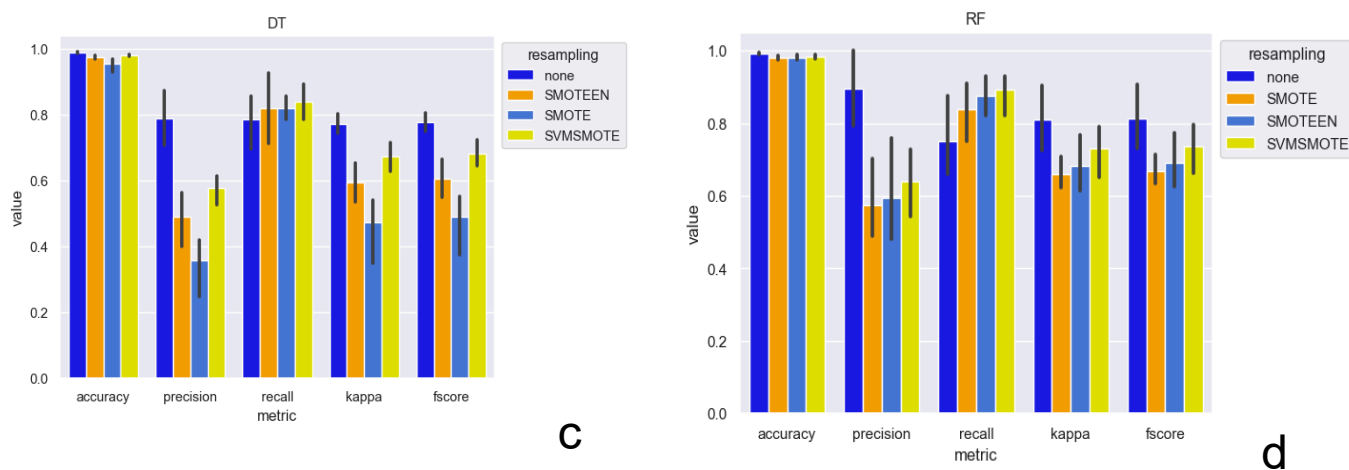 DT
1.0
0.8
0.6
0.4
0.2
0.0
value
accuracy precision recall kappa fscore
metric
resampling
none
SMOTEEN
SMOTE
SVMSMOTE
c
RF
1.0
0.8
0.6
0.4
0.2
0.0
value
accuracy precision recall kappa fscore
metric
resampling
none
SMOTE
SMOTEEN
SVMSMOTE
d